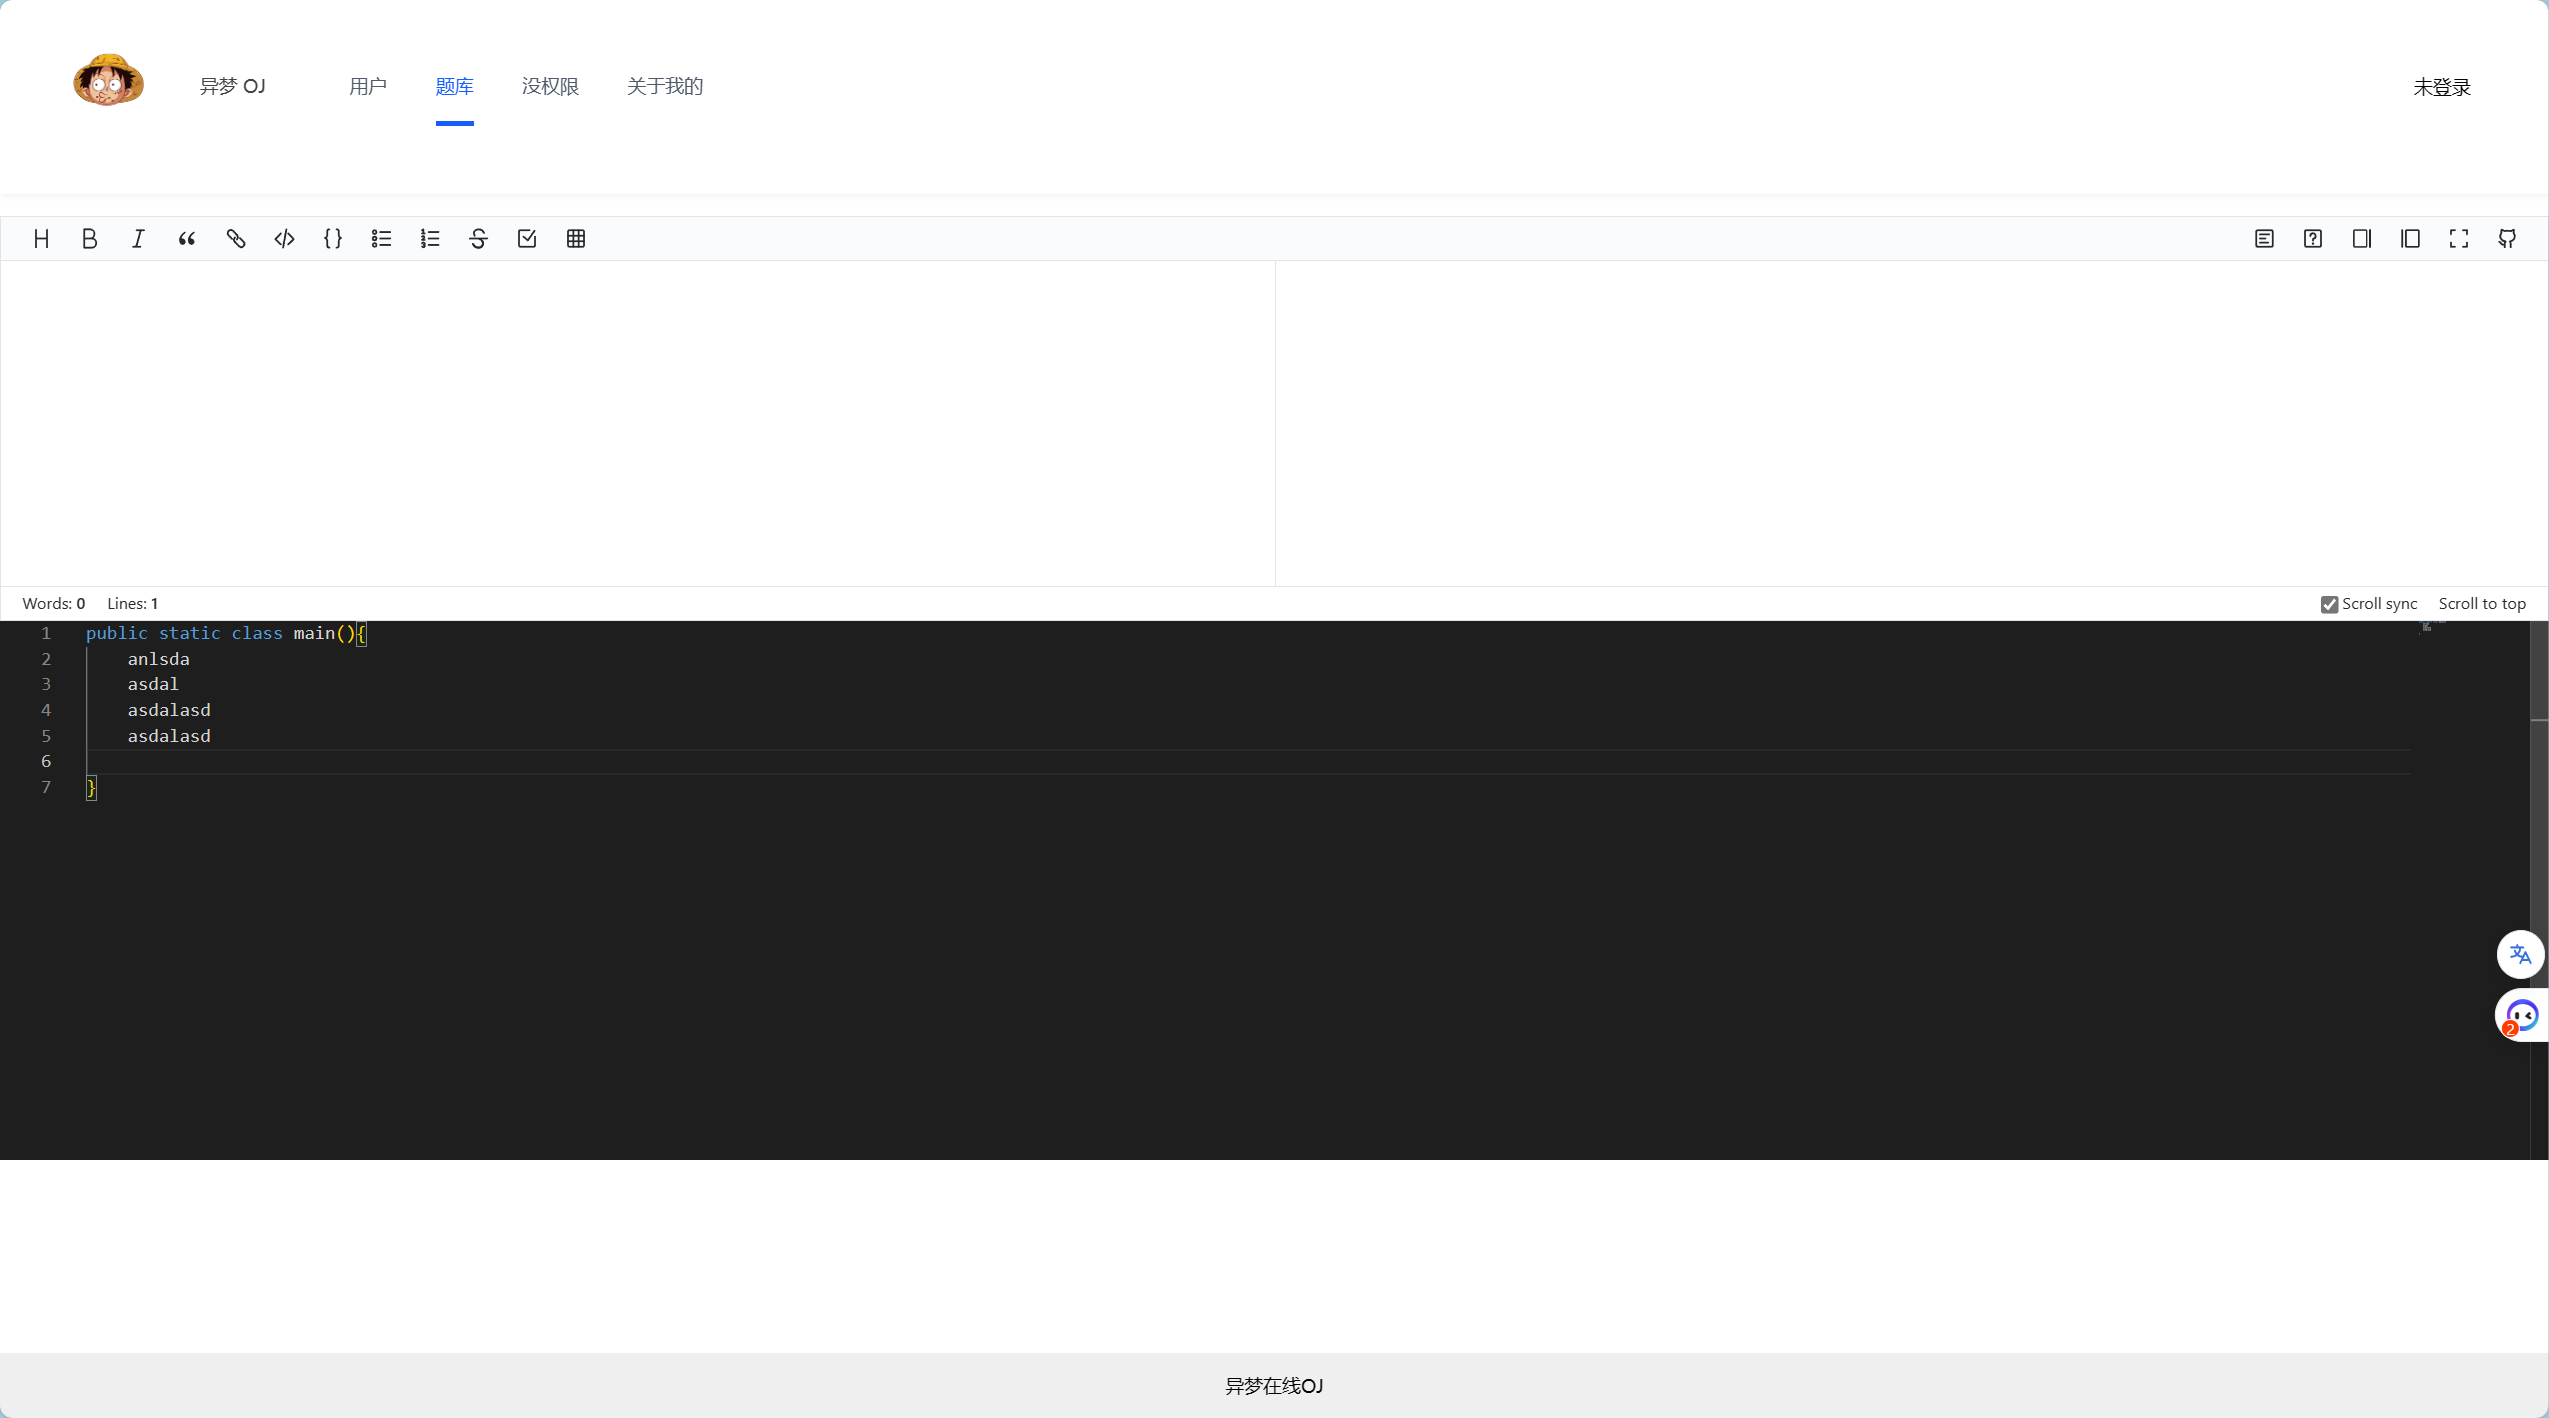 异梦 OJ 用户 题库 没权限 关于我的 未登录
Words: 0 Lines: 1 Scroll sync Scroll to top
1 public static class main(){
2 anlsda
3 asdal
4 asdalasd
5 asdalasd
6
7 }
2
异梦在线OJ